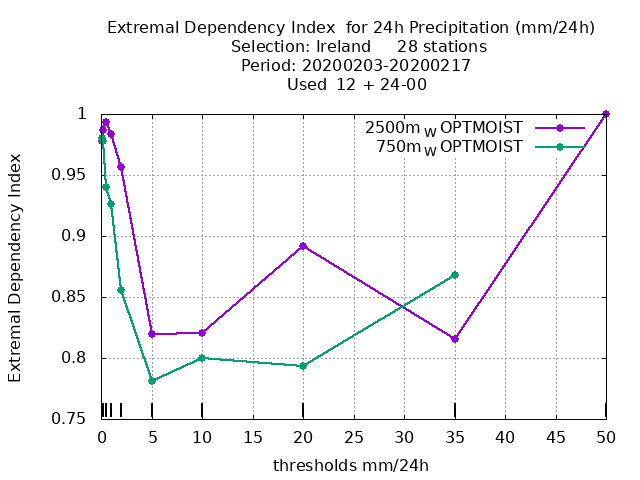 Extremal Dependency Index  for 24h Precipitation (mm/24h)
Selection: Ireland     28 stations
Period: 20200203-20200217
Used  12 + 24-00
2500m_W OPTMOIST
750m_W OPTMOIST
Extremal Dependency Index
1
0.95
0.9
0.85
0.8
0.75
0 5 10 15 20 25 30 35 40 45 50
thresholds mm/24h